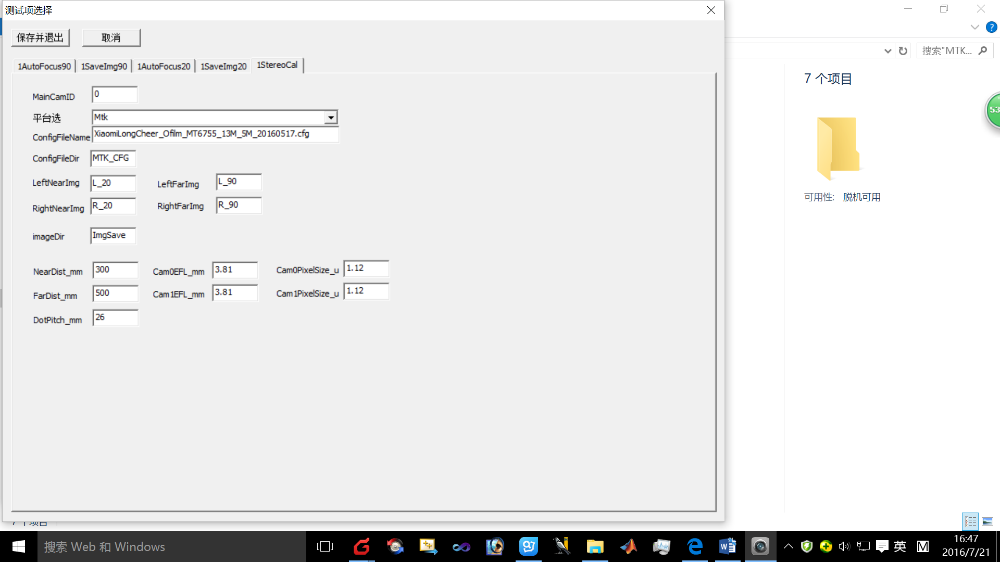 测试项选择
保存并退出 取消
1AutoFocus90 1SaveImg90 1AutoFocus20 1SaveImg20 1StereoCal
MainCamID 0
平台选 Mtk
ConfigFileName XiaomiLongCheer_Ofilm_MT6755_13M_5M_20160517.cfg
ConfigFileDir MTK_CFG
LeftNearImg L_20 LeftFarImg L_90
RightNearImg R_20 RightFarImg R_90
imageDir ImgSave
NearDist_mm 300 Cam0EFL_mm 3.81 Cam0PixelSize_u 1.12
FarDist_mm 500 Cam1EFL_mm 3.81 Cam1PixelSize_u 1.12
DotPitch_mm 26
搜索"MTK...
7 个项目
53
可用性: 脱机可用
7 个项目
搜索 Web 和 Windows
英
M
16:47
2016/7/21